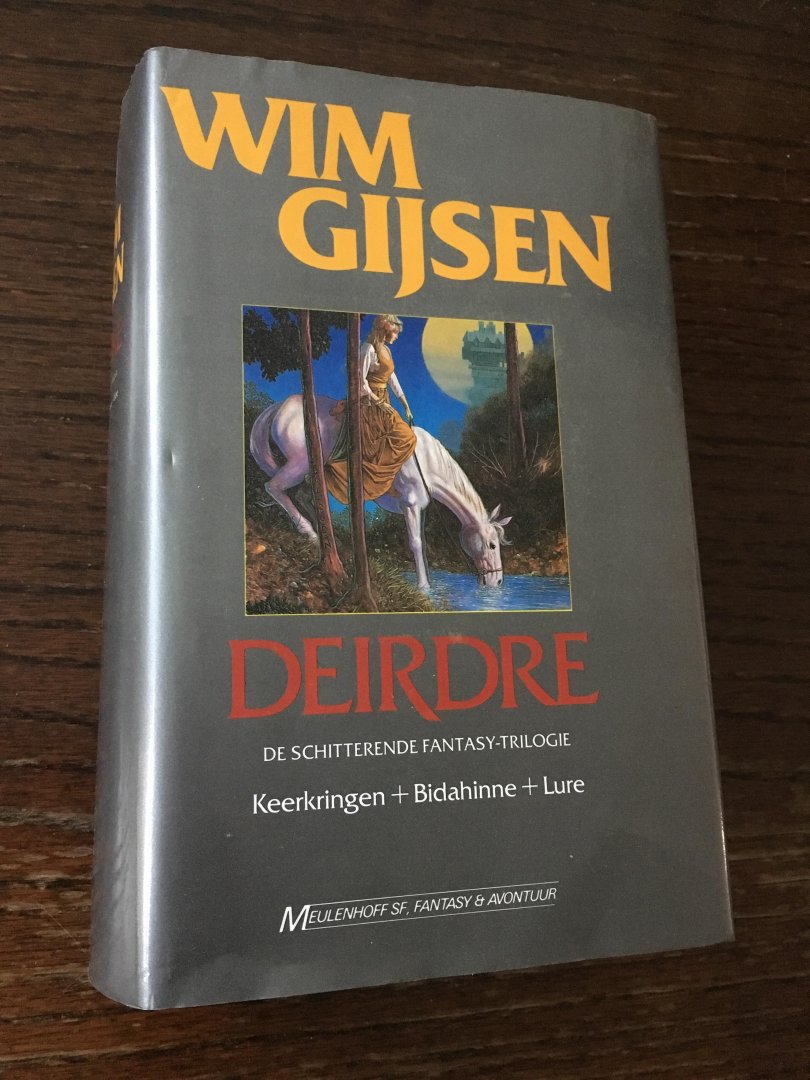 WIM
GIJSEN
DEIRDRE
DE SCHITTERENDE FANTASY-TRILOGIE
Keerkringen + Bidahinne + Lure
MEULENHOFF SF, FANTASY & AVONTUUR